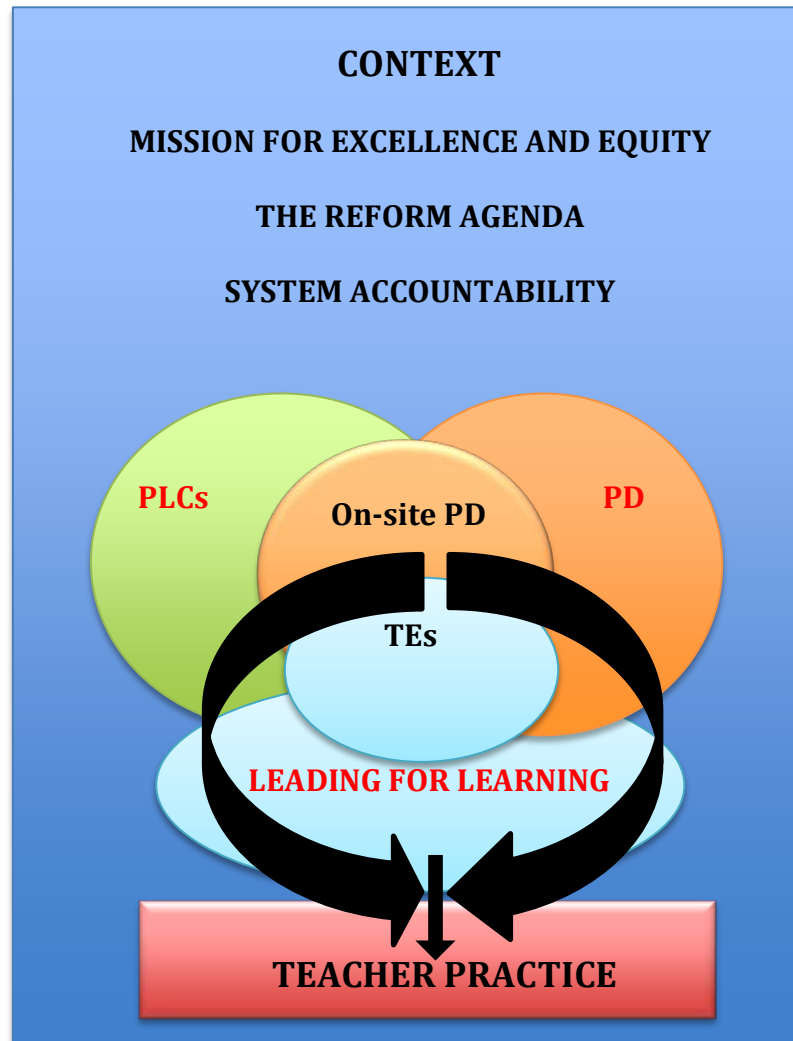 CONTEXT
MISSION FOR EXCELLENCE AND EQUITY
THE REFORM AGENDA
SYSTEM ACCOUNTABILITY
PLCs
On-site PD
PD
TEs
LEADING FOR LEARNING
TEACHER PRACTICE